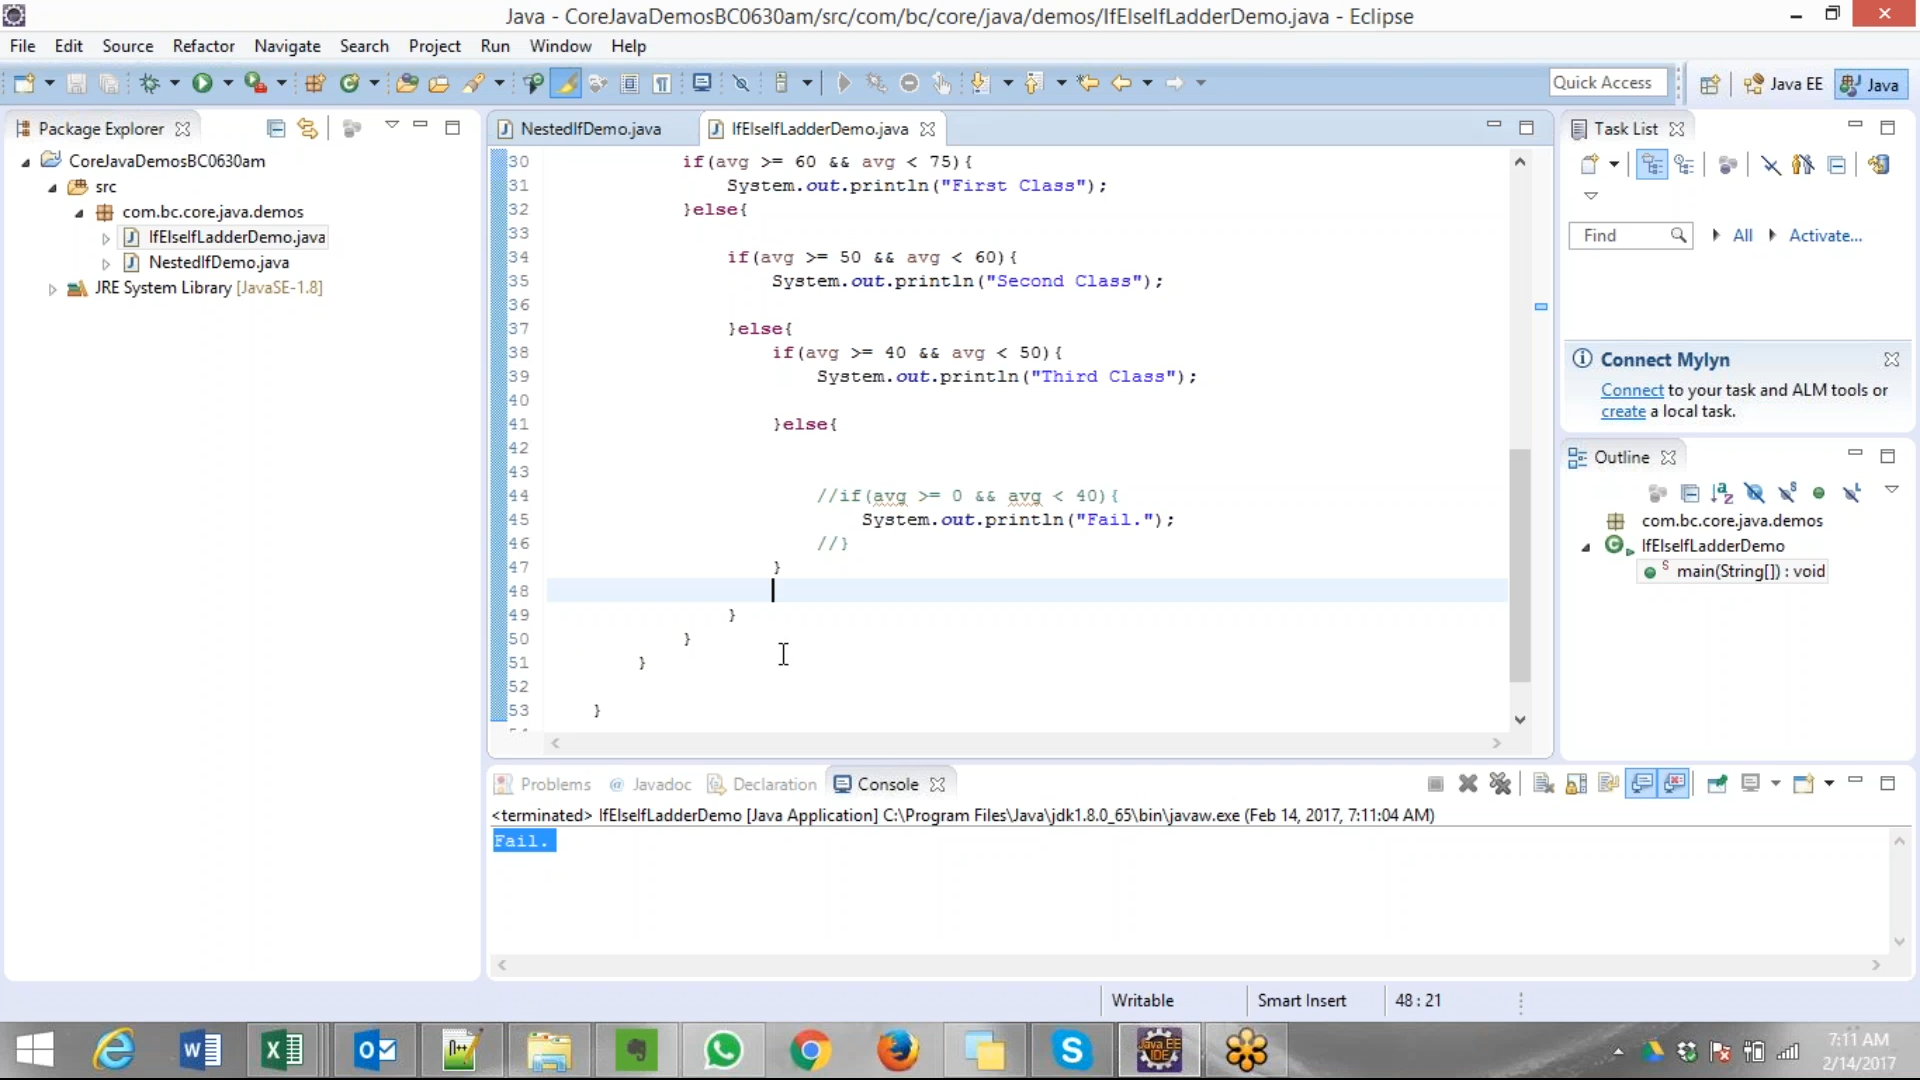 Java - CoreJavaDemosBC0630am/src/com/bc/core/java/demos/IfElseIfLadderDemo.java - Eclipse
File Edit Source Refactor Navigate Search Project Run Window Help
Quick Access
Java EE
Java
Package Explorer
CoreJavaDemosBC0630am
src
com.bc.core.java.demos
IfElseIfLadderDemo.java
NestedIfDemo.java
JRE System Library [JavaSE-1.8]
NestedIfDemo.java
IfElseIfLadderDemo.java
30 if(avg >= 60 && avg < 75){
31 System.out.println("First Class");
32 }else{
33
34 if(avg >= 50 && avg < 60){
35 System.out.println("Second Class");
36
37 }else{
38 if(avg >= 40 && avg < 50){
39 System.out.println("Third Class");
40
41 }else{
42
43
44 //if(avg >= 0 && avg < 40){
45 System.out.println("Fail.");
46 //}
47 }
48
49 }
50 }
51 }
52
53 }
Task List
Find
All
Activate...
Connect Mylyn
Connect to your task and ALM tools or
create a local task.
Outline
com.bc.core.java.demos
IfElseIfLadderDemo
main(String[]) : void
Problems @ Javadoc Declaration Console
<terminated> IfElseIfLadderDemo [Java Application] C:\Program Files\Java\jdk1.8.0_65\bin\javaw.exe (Feb 14, 2017, 7:11:04 AM)
Fail.
Writable
Smart Insert
48 : 21
Java EE
IDE
7:11 AM
2/14/2017